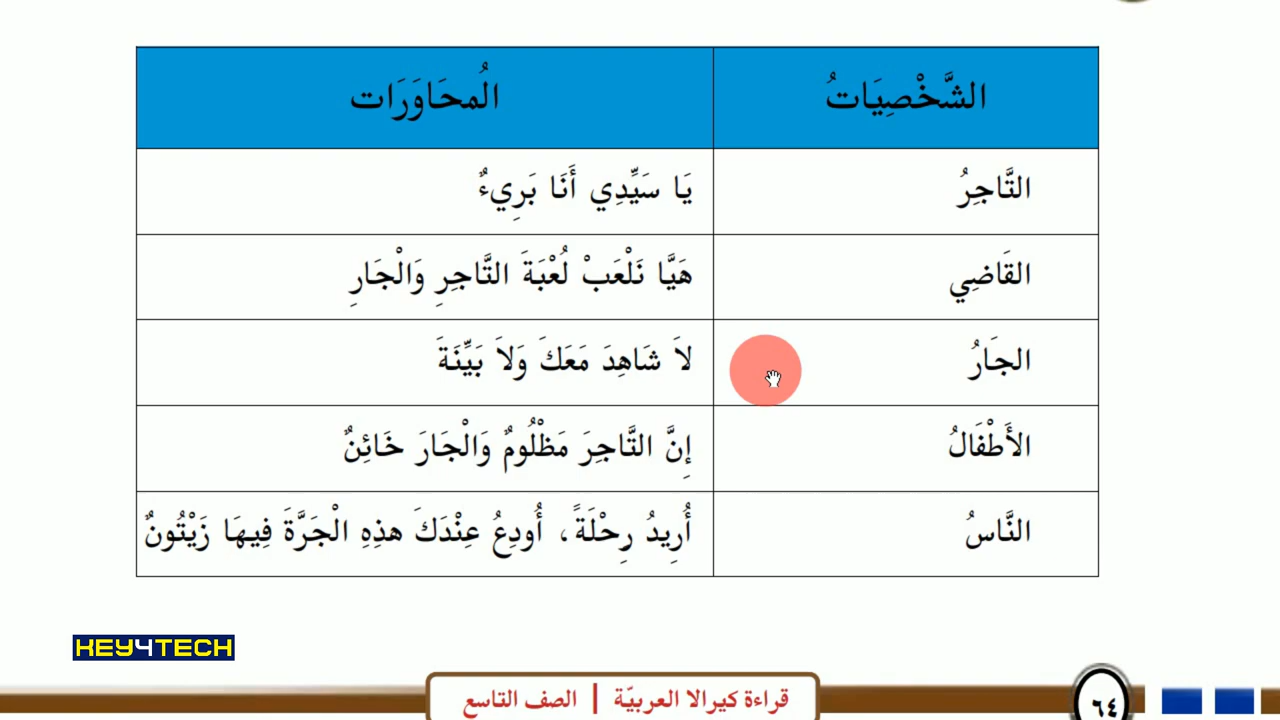 الشَّخْصِيَاتُ الُمحَاوَرَات
التَّاجِرُ يَا سَيِّدِي أَنَا بَرِيءٌ
القَاضِي هَيَّا نَلْعَبْ لُعْبَةَ التَّاجِرِ وَالْجَارِ
الجَارُ لاَ شَاهِدَ مَعَكَ وَلاَ بَيِّنَةَ
الأَطْفَالُ إِنَّ التَّاجِرَ مَظْلُومٌ وَالْجَارَ خَائِنٌ
النَّاسُ أُرِيدُ رِحْلَةً، أُودِعُ عِنْدَكَ هذِهِ الْجَرَّةَ فِيهَا زَيْتُونٌ
KEY4TECH
قراءة كيرالا العربيّة | الصف التاسع
٦٤